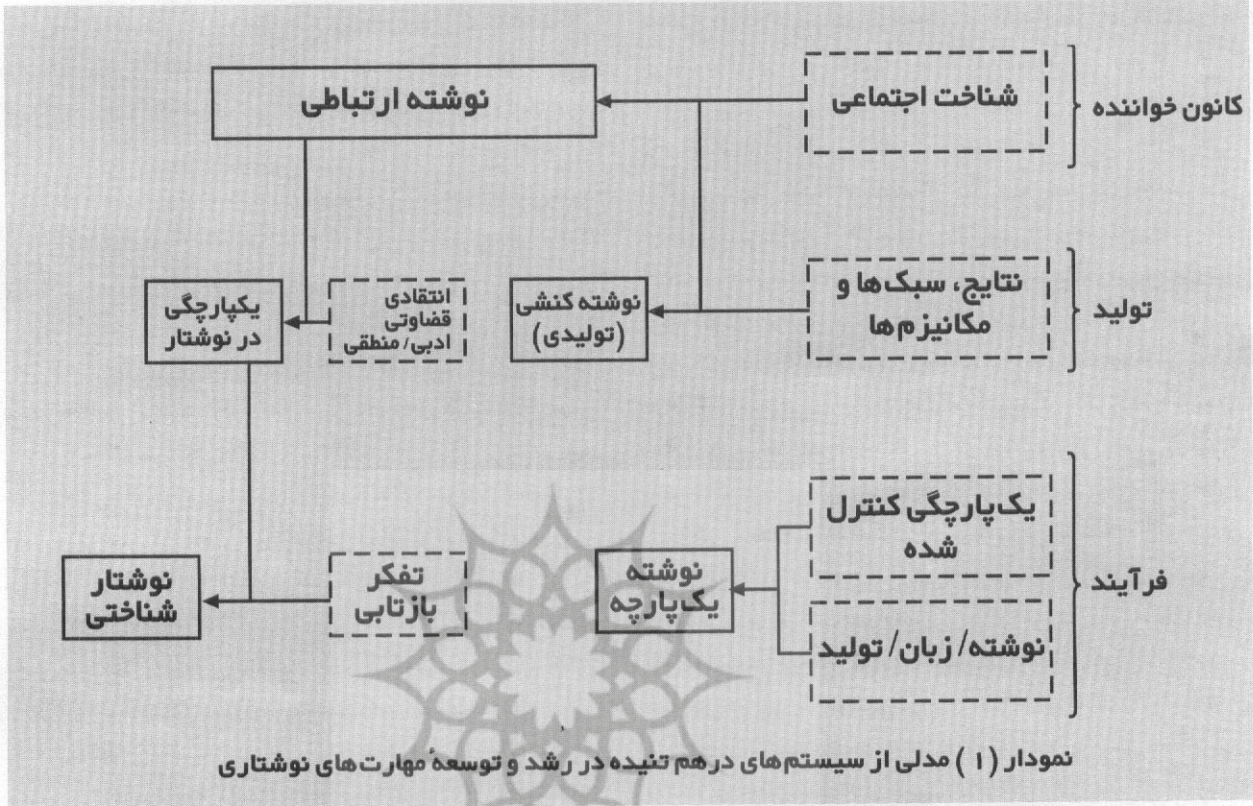 کانون خواننده
شناخت اجتماعی
نوشته ارتباطی
تولید
نتایج، سبک‌ها و
مکانیزم‌ها
نوشته کنشی
(تولیدی)
انتقادی
قضاوتی
ادبی/ منطقی
یکپارچگی
در نوشتار
فرآیند
یک‌پارچگی کنترل
شده
نوشته/ زبان/ تولید
نوشته
یک‌پارچه
تفکر
بازتابی
نوشتار
شناختی
نمودار (۱) مدلی از سیستم‌های درهم تنیده در رشد و توسعهٔ مهارت‌های نوشتاری